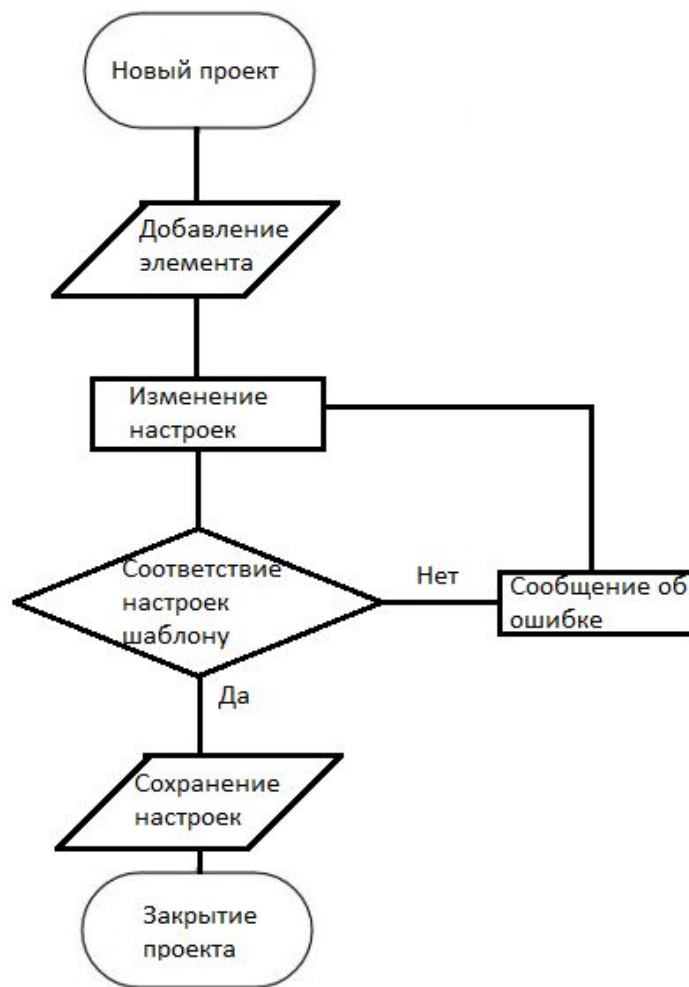 Новый проект
Добавление
элемента
Изменение
настроек
Соответствие
настроек
шаблону
Нет
Сообщение об
ошибке
Да
Сохранение
настроек
Закрытие
проекта